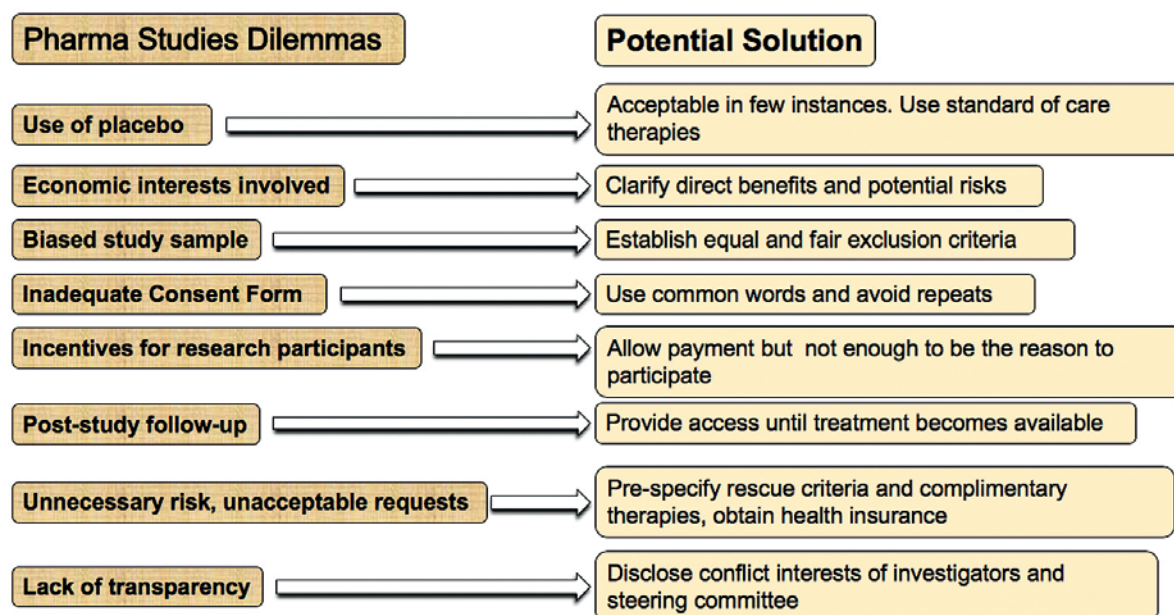 Pharma Studies Dilemmas
Potential Solution
Use of placebo
Acceptable in few instances. Use standard of care
therapies
Economic interests involved
Clarify direct benefits and potential risks
Biased study sample
Establish equal and fair exclusion criteria
Inadequate Consent Form
Use common words and avoid repeats
Incentives for research participants
Allow payment but not enough to be the reason to
participate
Post-study follow-up
Provide access until treatment becomes available
Unnecessary risk, unacceptable requests
Pre-specify rescue criteria and complimentary
therapies, obtain health insurance
Lack of transparency
Disclose conflict interests of investigators and
steering committee